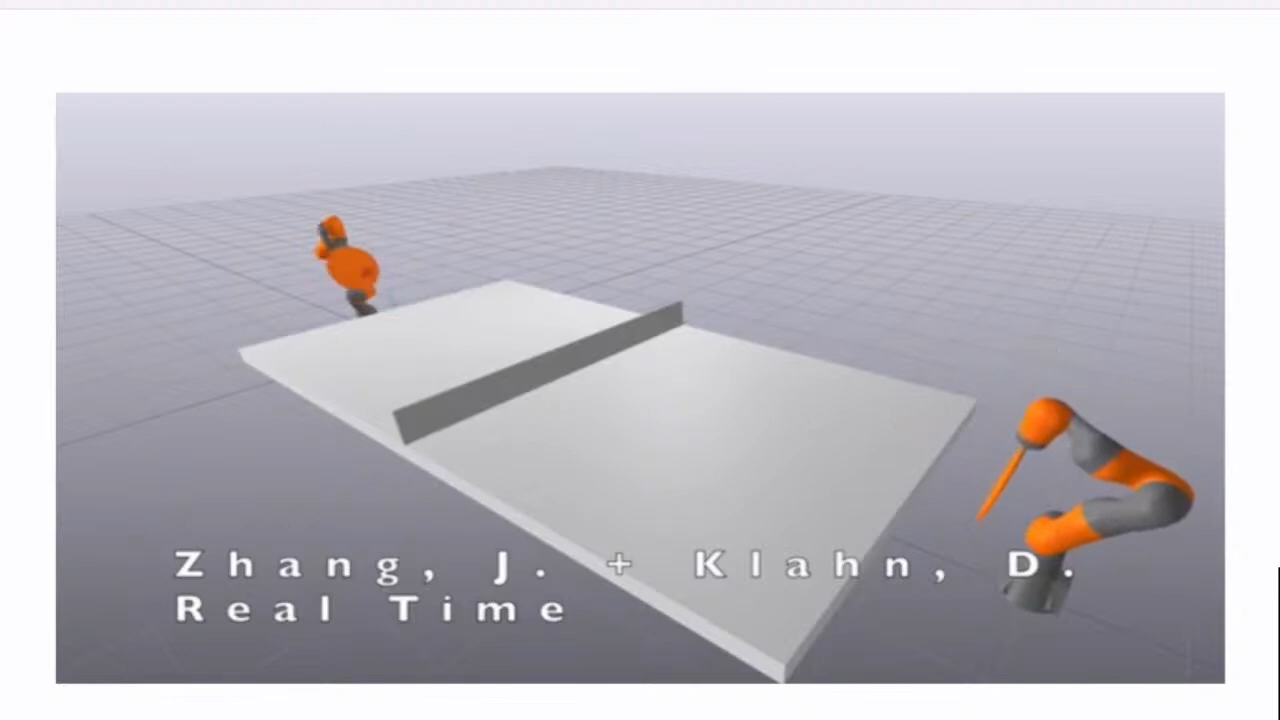 Zhang, J. + Klahn, D.
Real Time